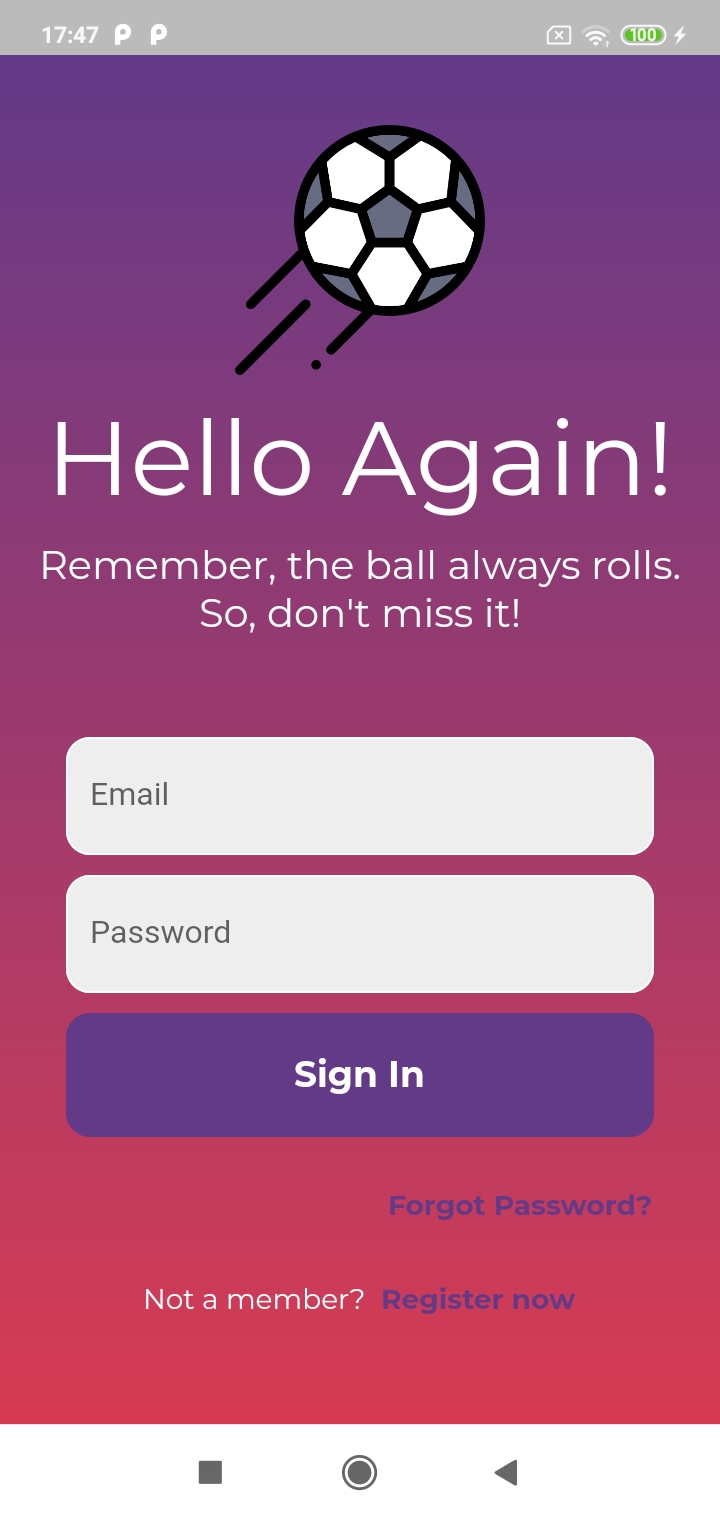 17:47
100
Hello Again!
Remember, the ball always rolls.
So, don't miss it!
Email
Password
Sign In
Forgot Password?
Not a member? Register now